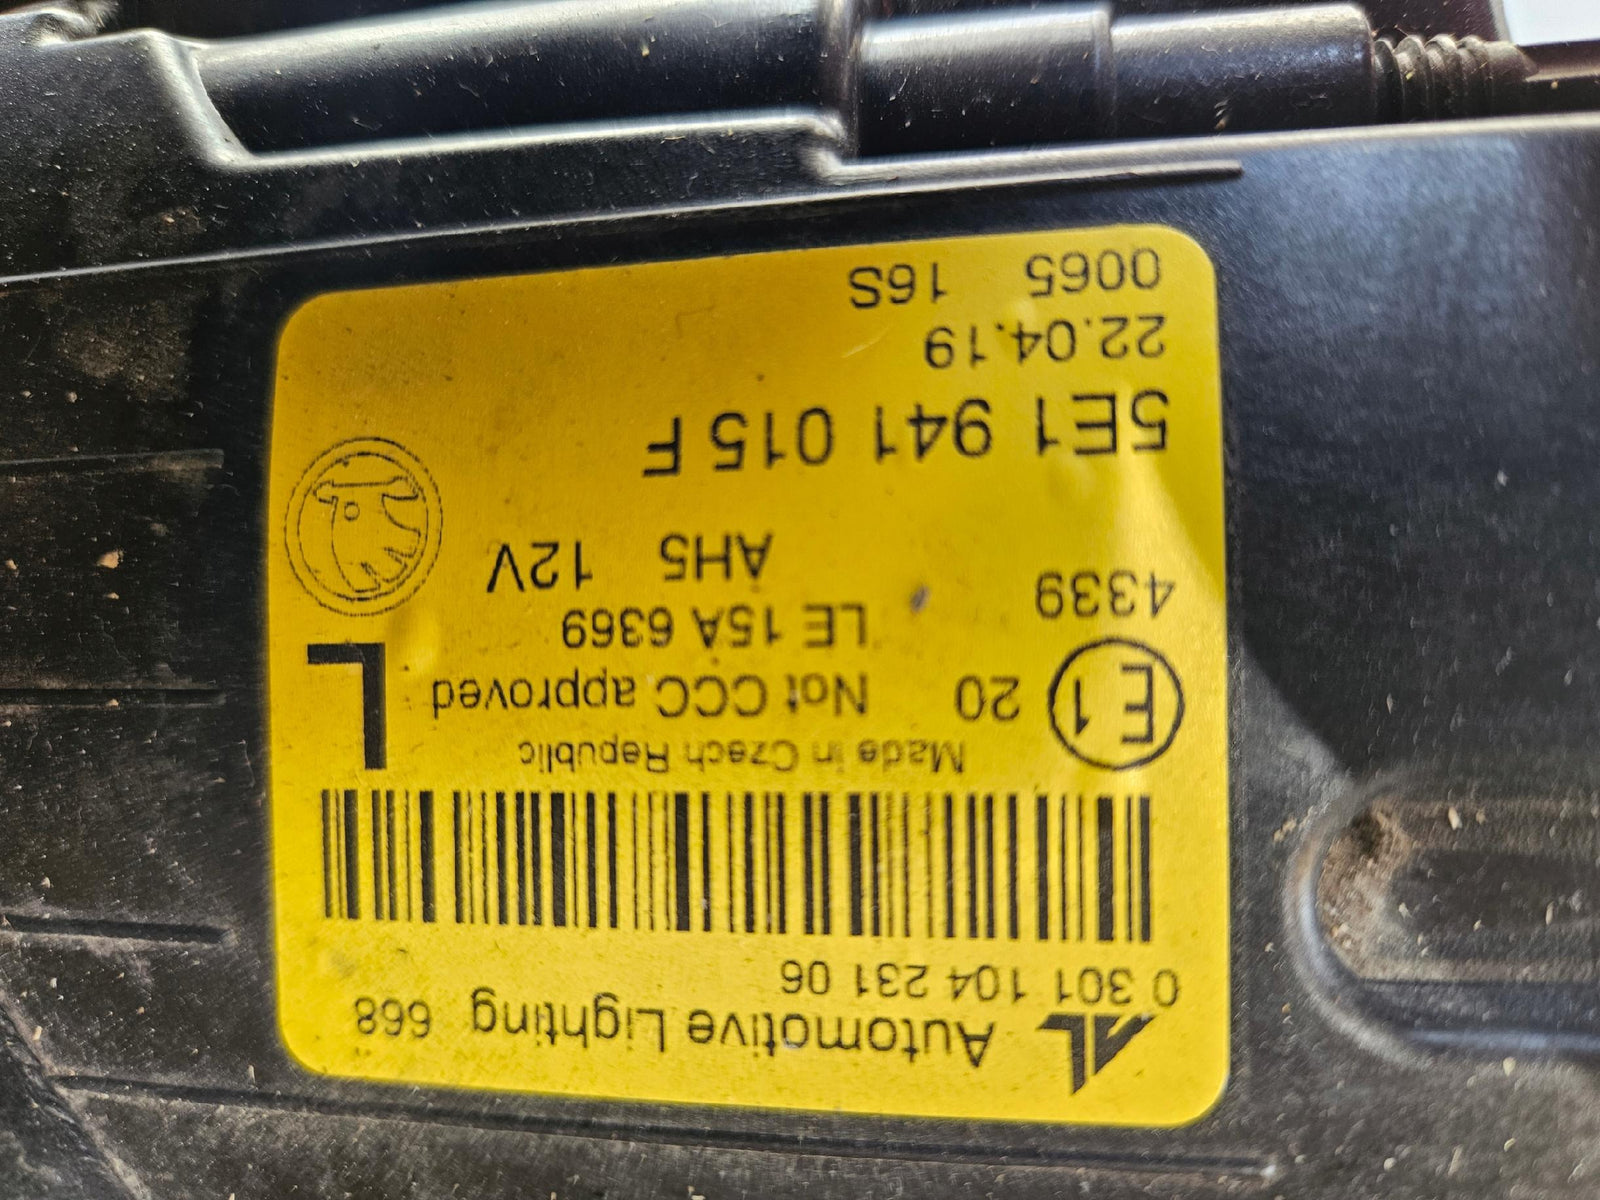 Automotive Lighting 668
0 301 104 231 06
Made in Czech Republic
E1 20 Not CCC approved L
LE 15A 6369
4339 AH5 12V
5E1 941 015 F
22.04.19
0065 16S